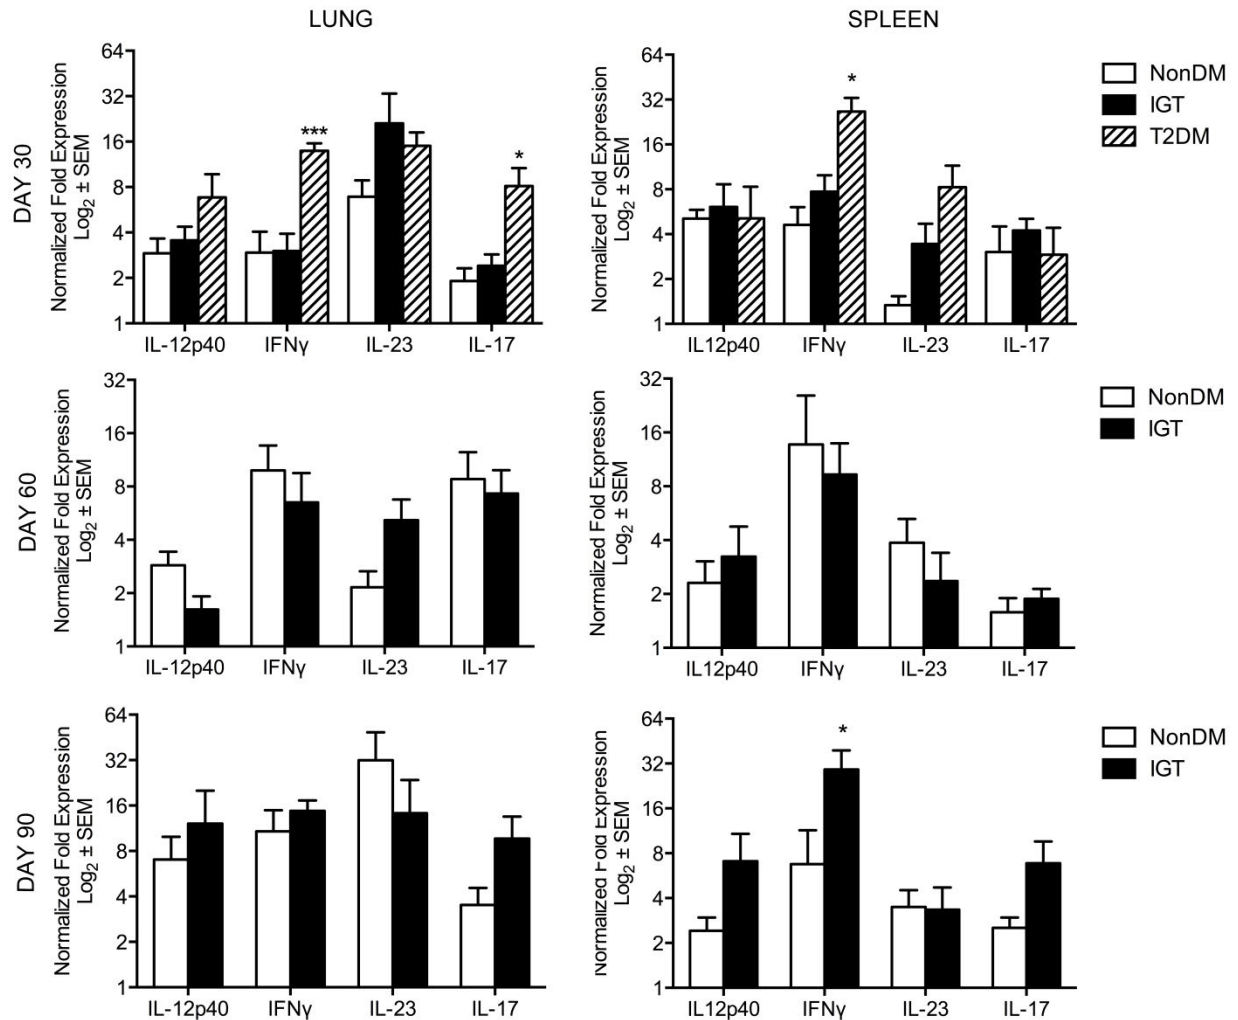 LUNG
SPLEEN
DAY 30
Normalized Fold Expression
Log2 ± SEM
64
32
16
8
4
2
1
***
*
IL-12p40 IFNγ IL-23 IL-17
Normalized Fold Expression
Log2 ± SEM
64
32
16
8
4
2
1
*
IL12p40 IFNγ IL-23 IL-17
NonDM
IGT
T2DM
DAY 60
Normalized Fold Expression
Log2 ± SEM
32
16
8
4
2
1
IL-12p40 IFNγ IL-23 IL-17
Normalized Fold Expression
Log2 ± SEM
32
16
8
4
2
1
IL12p40 IFNγ IL-23 IL-17
NonDM
IGT
DAY 90
Normalized Fold Expression
Log2 ± SEM
64
32
16
8
4
2
1
IL-12p40 IFNγ IL-23 IL-17
Normalized Fold Expression
Log2 ± SEM
64
32
16
8
4
2
1
*
IL12p40 IFNγ IL-23 IL-17
NonDM
IGT